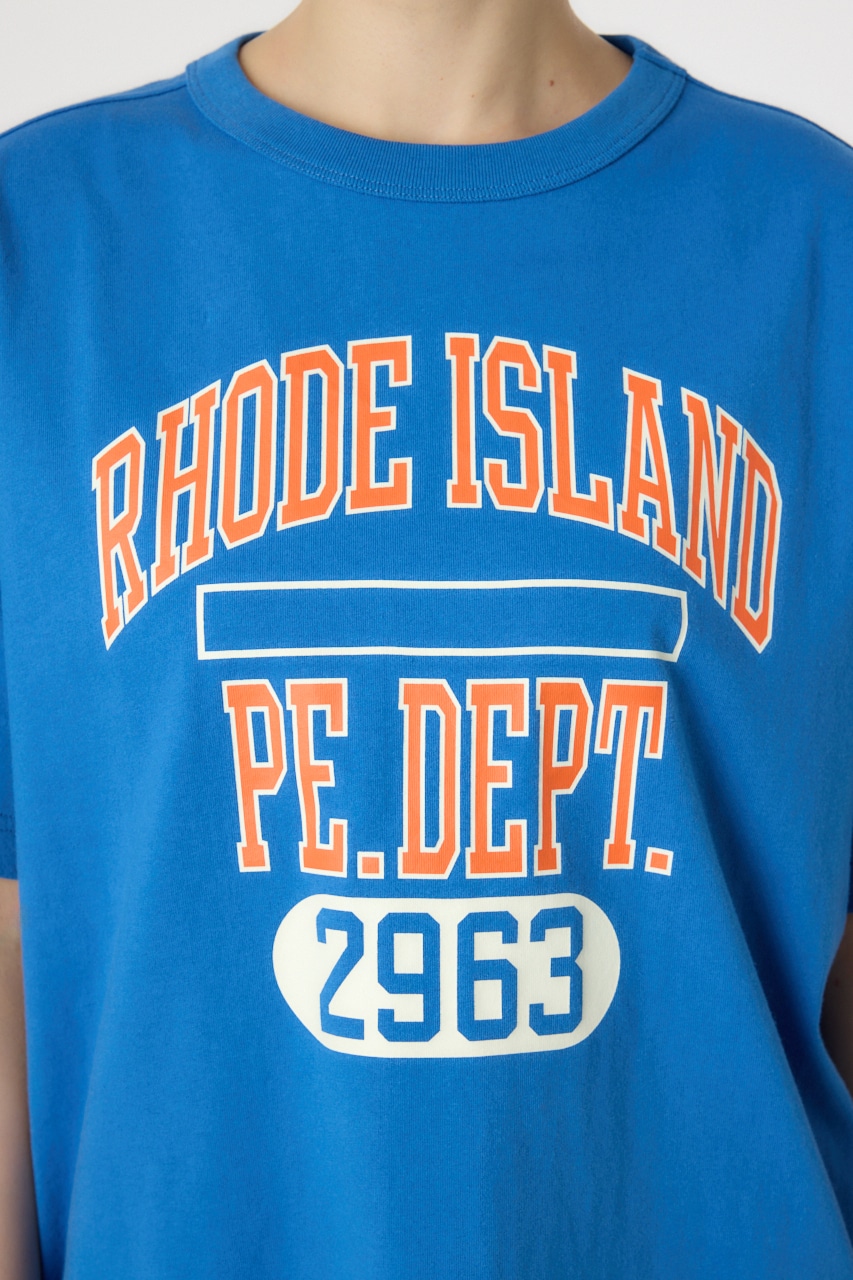 RHODE ISLAND
PE.DEPT.
2963